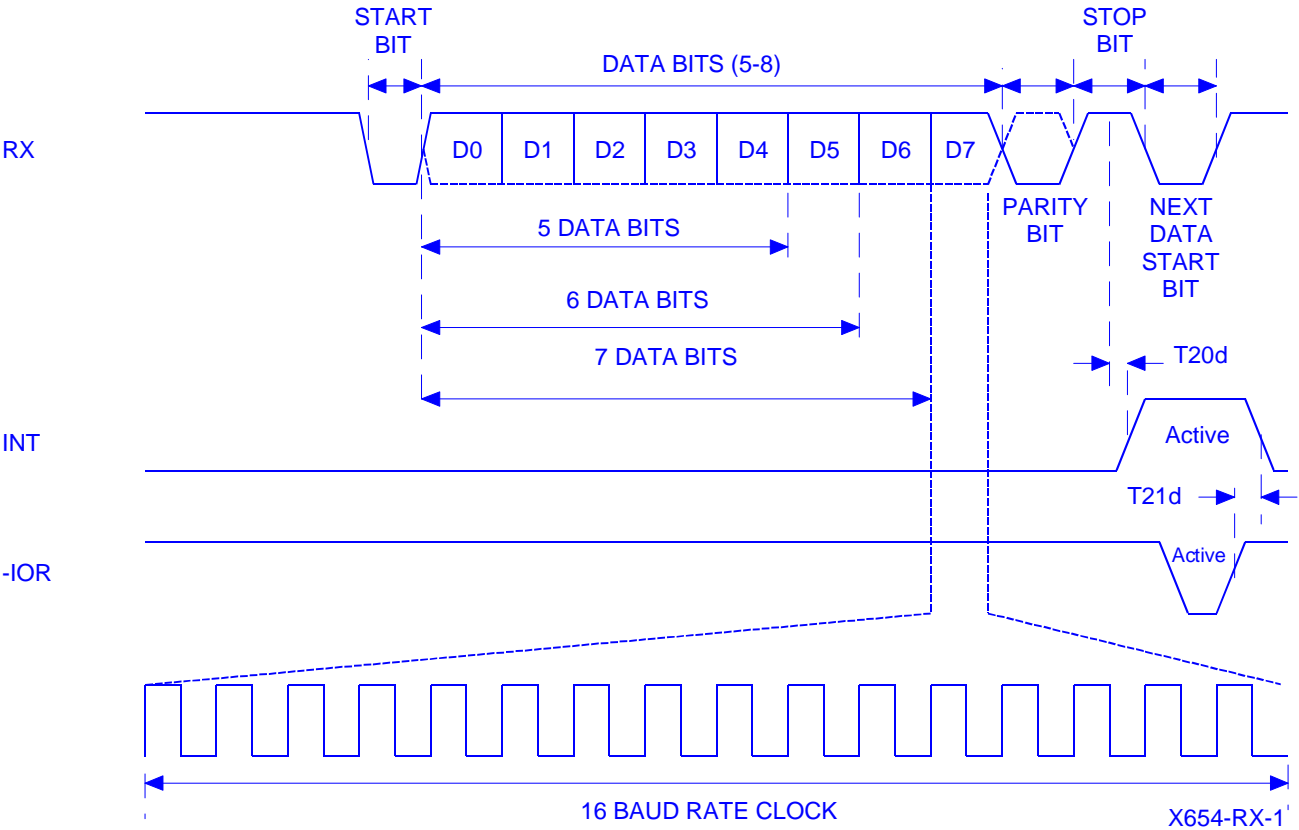 START
BIT
STOP
BIT
DATA BITS (5-8)
RX
D0 D1 D2 D3 D4 D5 D6 D7
PARITY
BIT
NEXT
DATA
START
BIT
5 DATA BITS
6 DATA BITS
7 DATA BITS
T20d
INT
Active
T21d
-IOR
Active
16 BAUD RATE CLOCK
X654-RX-1